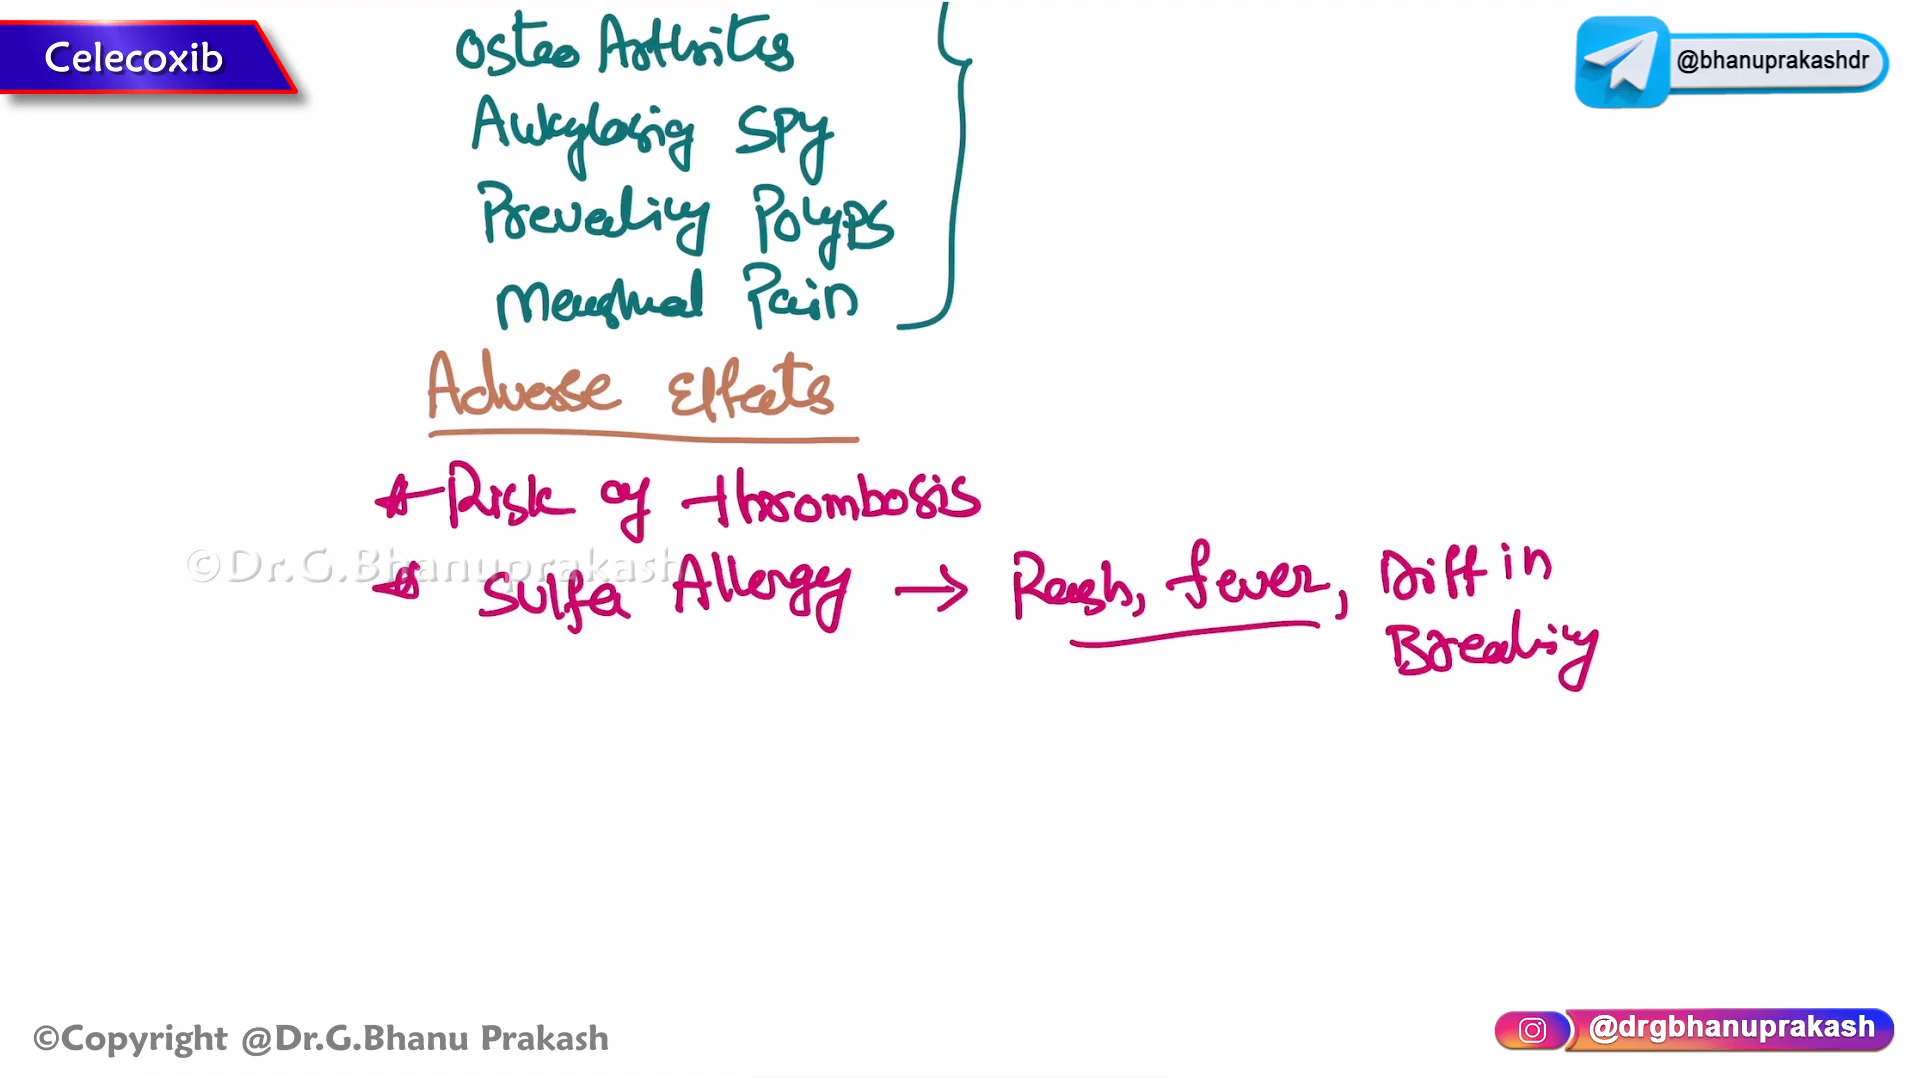 Celecoxib
@bhanuprakashdr
Osteo Arthritis
Ankylosing SPY
Preventing Polyps
Menstrual Pain
Adverse Effects
Risk of thrombosis
©Dr.G.Bhanuprakash
Sulfa Allergy → Rash, fever, Diff in
Breathing
©Copyright @Dr.G.Bhanu Prakash
@drgbhanuprakash